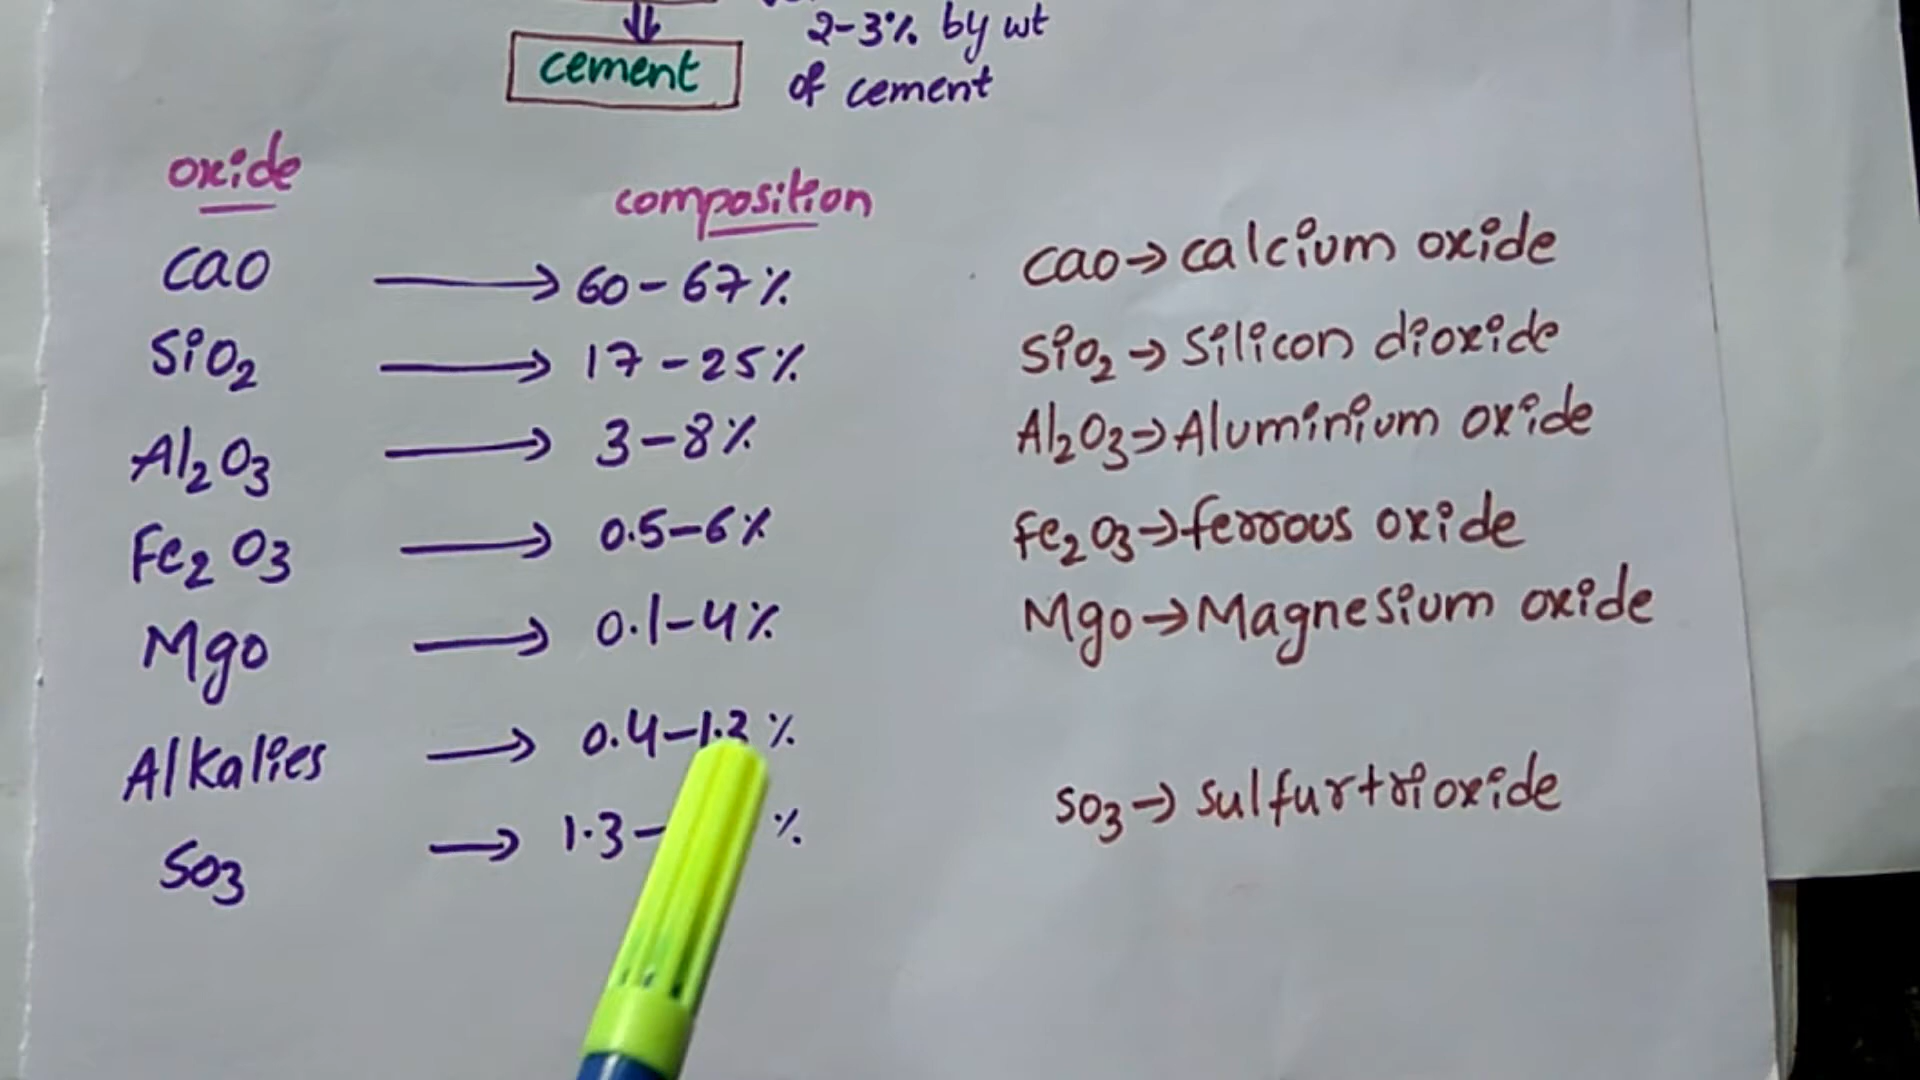 2-3% by wt
cement
of cement
oxide
composition
CaO → 60-67%
SiO2 → 17-25%
Al2O3 → 3-8%
Fe2O3 → 0.5-6%
MgO → 0.1-4%
Alkalies → 0.4-1.3%
SO3 → 1.3- %
CaO → calcium oxide
SiO2 → Silicon dioxide
Al2O3 → Aluminium oxide
Fe2O3 → ferrous oxide
MgO → Magnesium oxide
SO3 → sulfur trioxide